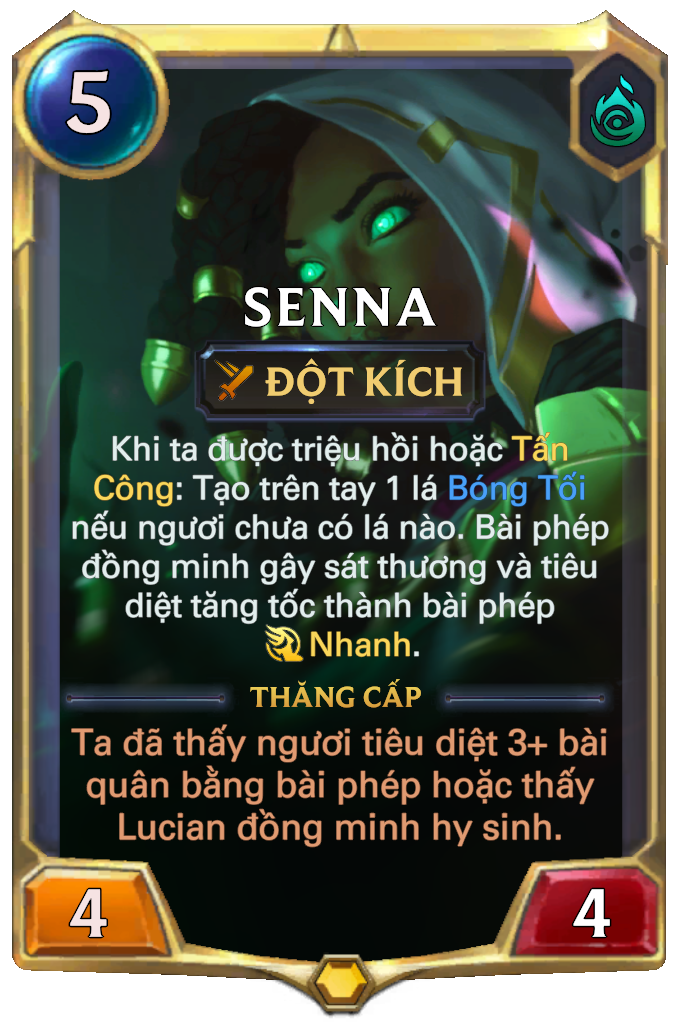 5
SENNA
ĐỘT KÍCH
Khi ta được triệu hồi hoặc Tấn
Công: Tạo trên tay 1 lá Bóng Tối
nếu ngươi chưa có lá nào. Bài phép
đồng minh gây sát thương và tiêu
diệt tăng tốc thành bài phép
Nhanh.
THĂNG CẤP
Ta đã thấy ngươi tiêu diệt 3+ bài
quân bằng bài phép hoặc thấy
Lucian đồng minh hy sinh.
4
4